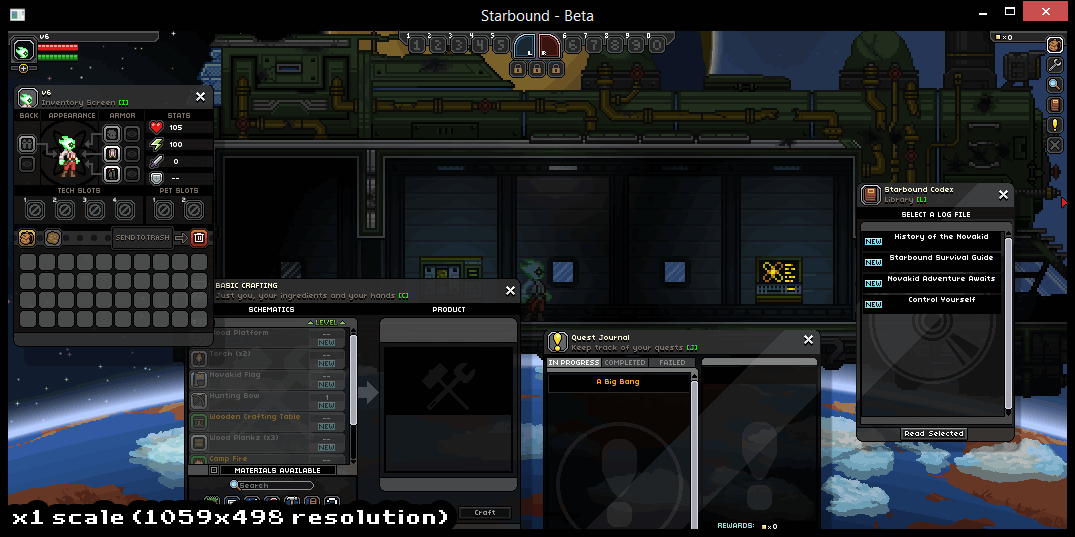 Starbound - Beta
v6
1 2 3 4 5 L R 6 7 8 9 0
x0
v6
Inventory Screen [I]
BACK APPEARANCE ARMOR STATS
105
100
0
--
TECH SLOTS PET SLOTS
1 2 3 4 1 2
SEND TO TRASH
BASIC CRAFTING
Just you, your ingredients and your hands [C]
SCHEMATICS PRODUCT
LEVEL
Wood Platform --
NEW
Torch (x2) --
NEW
Novakid Flag --
NEW
Hunting Bow 1
NEW
Wooden Crafting Table --
NEW
Wood Planks (x3) --
NEW
Camp Fire --
MATERIALS AVAILABLE
Search
Craft
Quest Journal
Keep track of your quests [J]
IN PROGRESS COMPLETED FAILED
A Big Bang
REWARDS: x0
Starbound Codex
Library [L]
SELECT A LOG FILE
NEW History of the Novakid
NEW Starbound Survival Guide
NEW Novakid Adventure Awaits
NEW Control Yourself
Read Selected
x1 scale (1059x498 resolution)